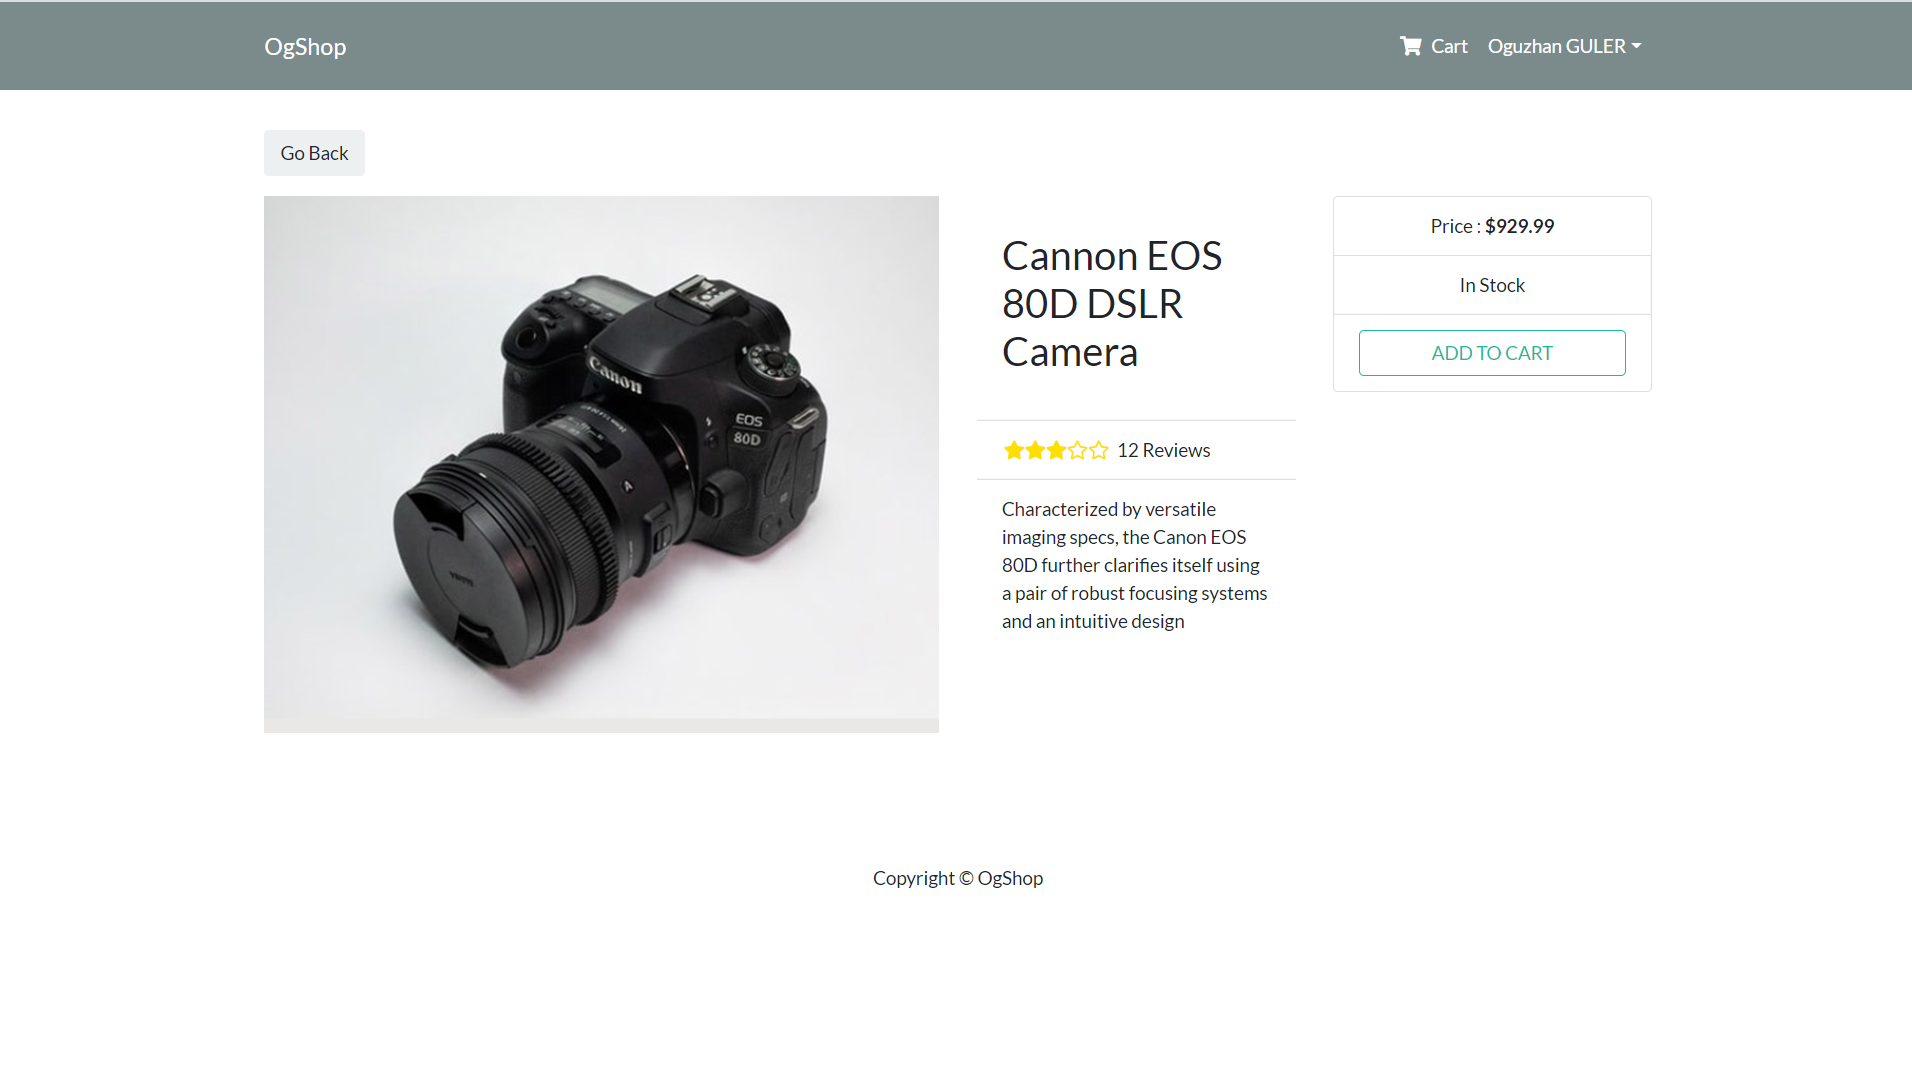 OgShop
Cart
Oguzhan GULER
Go Back
Canon
EOS
80D
A
Cannon EOS
80D DSLR
Camera
12 Reviews
Characterized by versatile
imaging specs, the Canon EOS
80D further clarifies itself using
a pair of robust focusing systems
and an intuitive design
Price : $929.99
In Stock
ADD TO CART
Copyright © OgShop